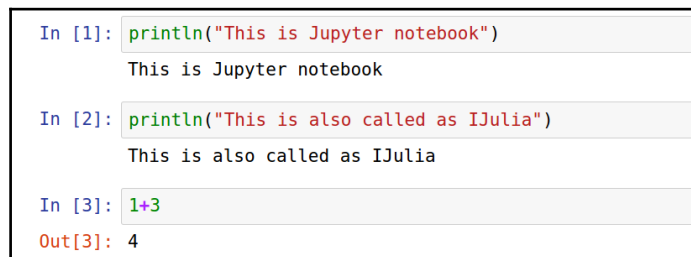 In [1]: println("This is Jupyter notebook")
This is Jupyter notebook
In [2]: println("This is also called as IJulia")
This is also called as IJulia
In [3]: 1+3
Out[3]: 4